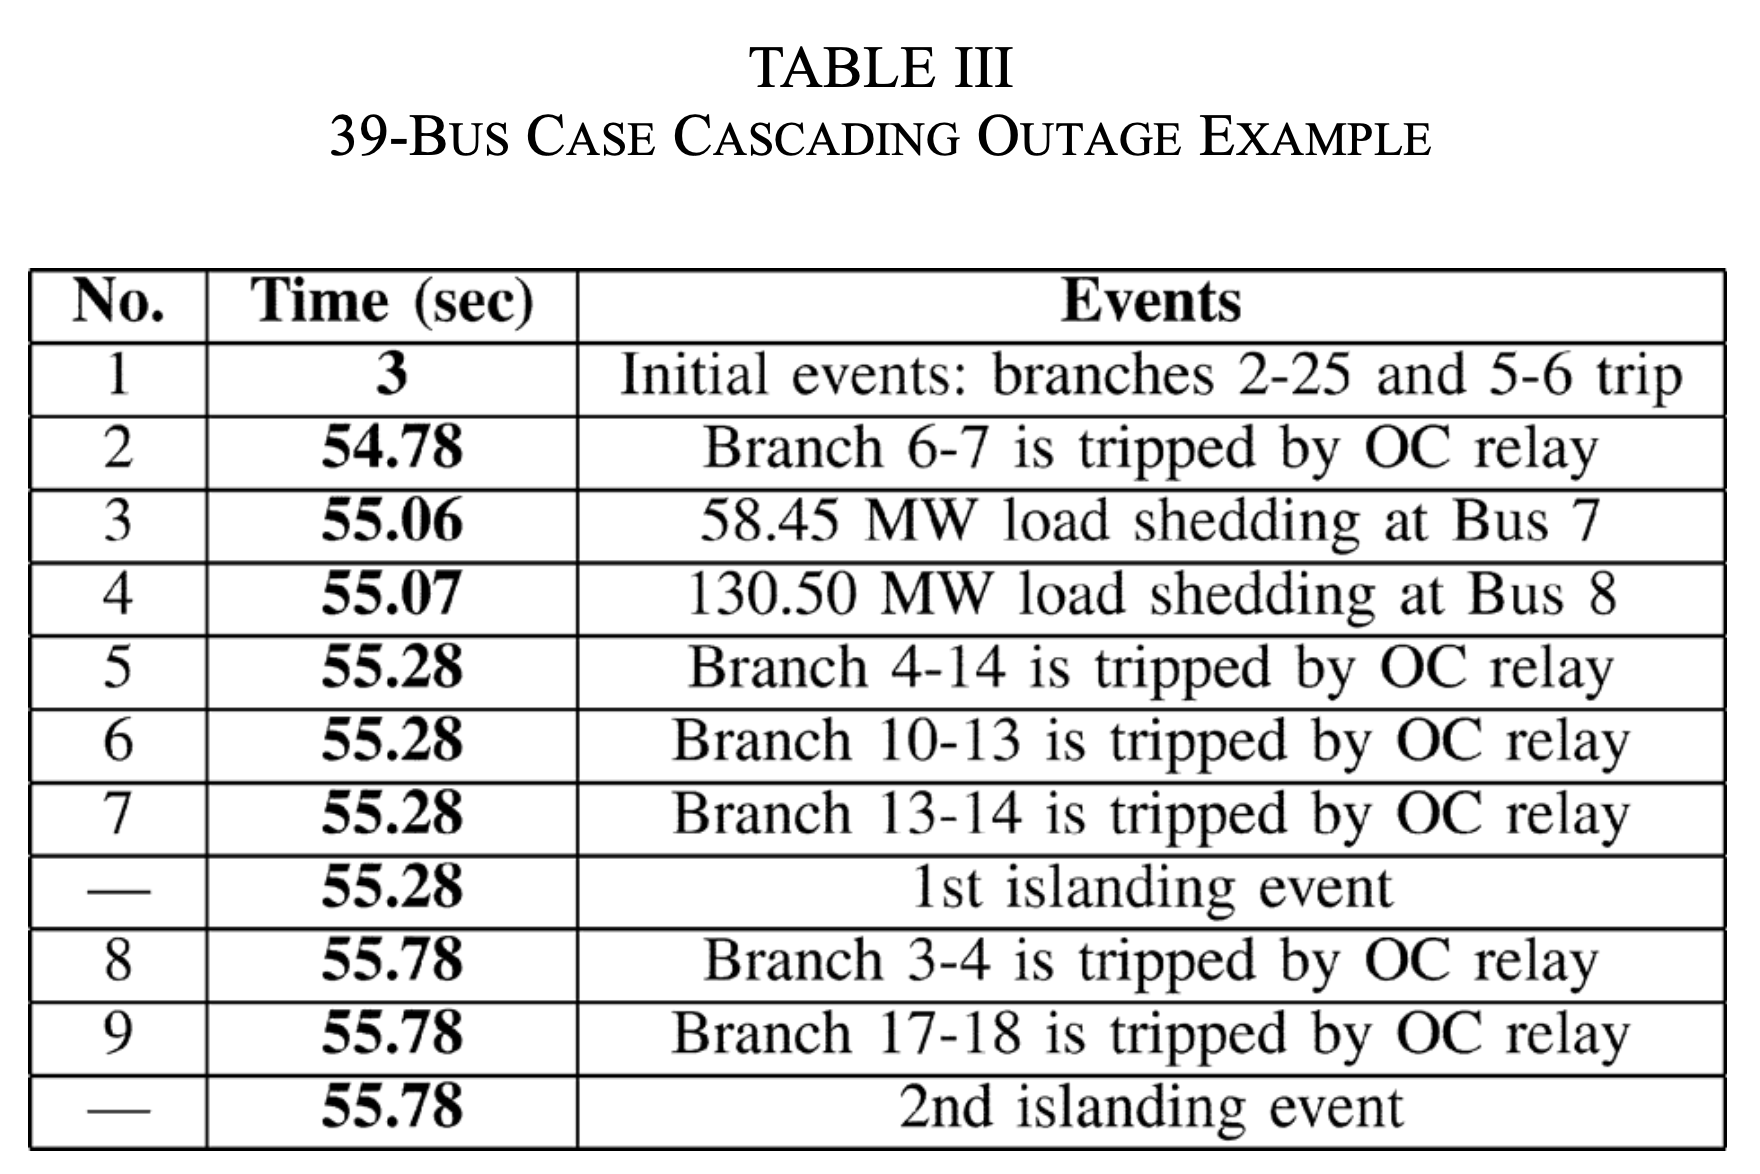 TABLE III
39-BUS CASE CASCADING OUTAGE EXAMPLE
No. Time (sec) Events
1 3 Initial events: branches 2-25 and 5-6 trip
2 54.78 Branch 6-7 is tripped by OC relay
3 55.06 58.45 MW load shedding at Bus 7
4 55.07 130.50 MW load shedding at Bus 8
5 55.28 Branch 4-14 is tripped by OC relay
6 55.28 Branch 10-13 is tripped by OC relay
7 55.28 Branch 13-14 is tripped by OC relay
— 55.28 1st islanding event
8 55.78 Branch 3-4 is tripped by OC relay
9 55.78 Branch 17-18 is tripped by OC relay
— 55.78 2nd islanding event